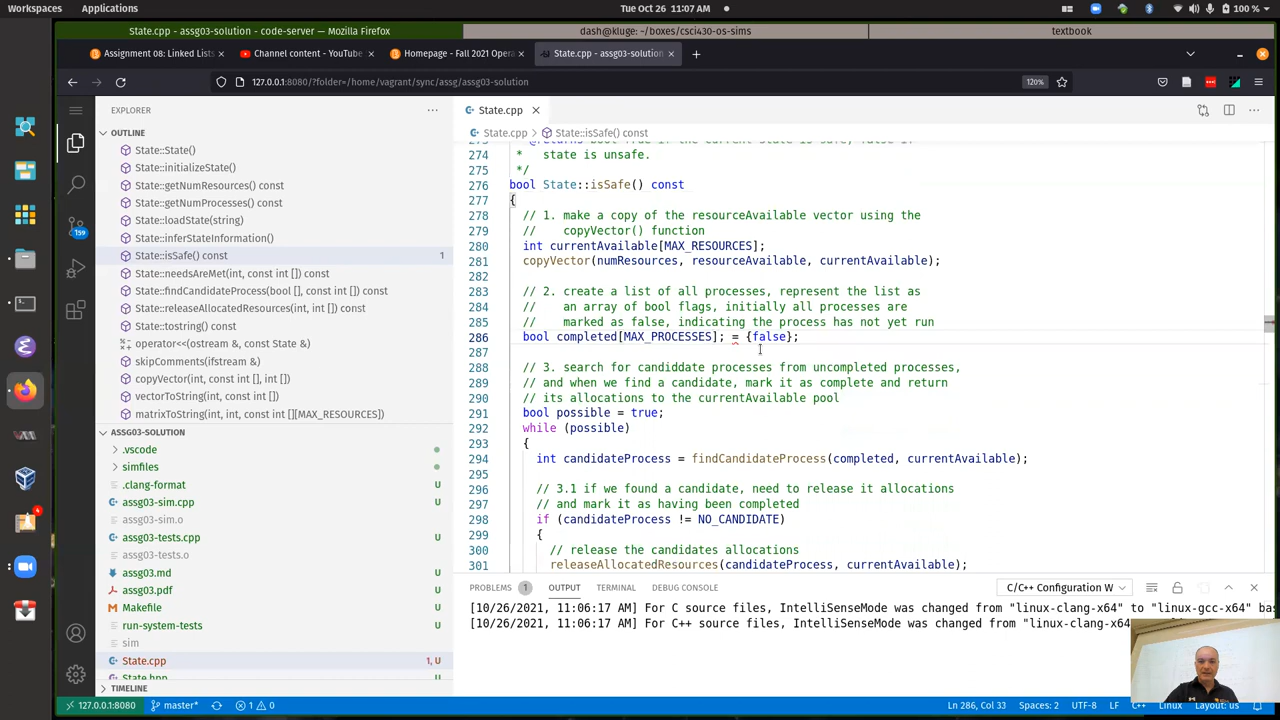 Workspaces
Applications
Tue Oct 26 11:07 AM
en
100 %
State.cpp - assg03-solution — code-server — Mozilla Firefox
dash@kluge: ~/boxes/csci430-os-sims
textbook
Assignment 08: Linked Lists
Channel content - YouTube
Homepage - Fall 2021 Opera
State.cpp - assg03-solution
127.0.0.1:8080/?folder=/home/vagrant/sync/assg/assg03-solution
120%
EXPLORER
OUTLINE
State::State()
State::initializeState()
State::getNumResources() const
State::getNumProcesses() const
State::loadState(string)
State::inferStateInformation()
State::isSafe() const
1
State::needsAreMet(int, const int []) const
State::findCandidateProcess(bool [], const int []) const
State::releaseAllocatedResources(int, int []) const
State::tostring() const
operator<<(ostream &, const State &)
skipComments(ifstream &)
copyVector(int, const int [], int [])
vectorToString(int, const int [])
matrixToString(int, int, const int [][MAX_RESOURCES])
ASSG03-SOLUTION
.vscode
simfiles
.clang-format U
assg03-sim.cpp U
assg03-sim.o
assg03-tests.cpp U
assg03-tests.o
assg03.md U
assg03.pdf U
Makefile U
run-system-tests U
sim
State.cpp 1, U
TIMELINE
159
4
State.cpp
State.cpp > State::isSafe() const
274 * state is unsafe.
275 */
276 bool State::isSafe() const
277 {
278 // 1. make a copy of the resourceAvailable vector using the
279 // copyVector() function
280 int currentAvailable[MAX_RESOURCES];
281 copyVector(numResources, resourceAvailable, currentAvailable);
282
283 // 2. create a list of all processes, represent the list as
284 // an array of bool flags, initially all processes are
285 // marked as false, indicating the process has not yet run
286 bool completed[MAX_PROCESSES]; = {false};
287
288 // 3. search for candiddate processes from uncompleted processes,
289 // and when we find a candidate, mark it as complete and return
290 // its allocations to the currentAvailable pool
291 bool possible = true;
292 while (possible)
293 {
294 int candidateProcess = findCandidateProcess(completed, currentAvailable);
295
296 // 3.1 if we found a candidate, need to release it allocations
297 // and mark it as having been completed
298 if (candidateProcess != NO_CANDIDATE)
299 {
300 // release the candidates allocations
301 releaseAllocatedResources(candidateProcess, currentAvailable);
PROBLEMS 1 OUTPUT TERMINAL DEBUG CONSOLE
C/C++ Configuration W
[10/26/2021, 11:06:17 AM] For C source files, IntelliSenseMode was changed from "linux-clang-x64" to "linux-gcc-x64" bas
[10/26/2021, 11:06:17 AM] For C++ source files, IntelliSenseMode was changed from "linux-clang-x64"
127.0.0.1:8080
master*
1
0
Ln 286, Col 33
Spaces: 2
UTF-8
LF
C++
Linux
Layout: us